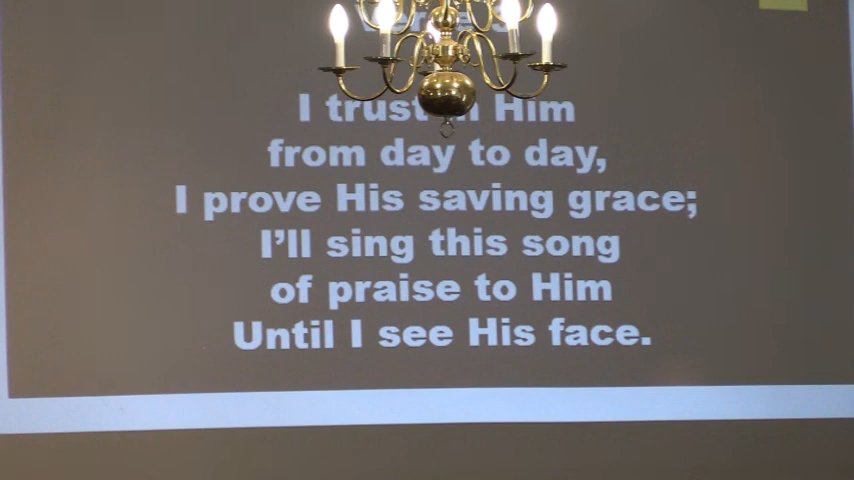 I trust in Him
from day to day,
I prove His saving grace;
I’ll sing this song
of praise to Him
Until I see His face.